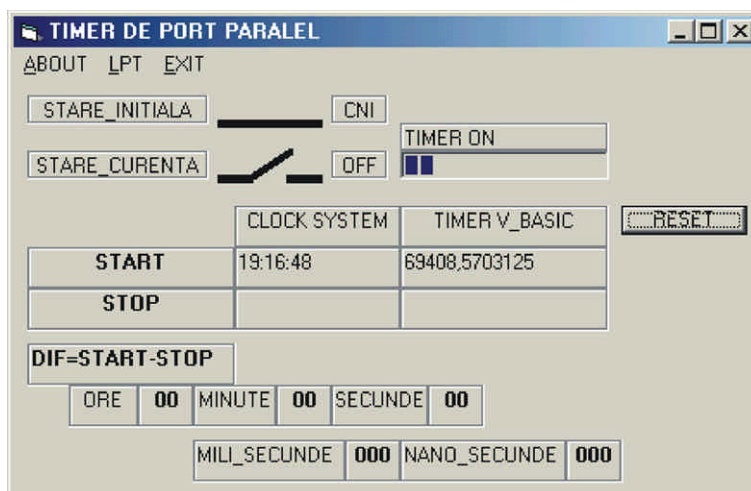 TIMER DE PORT PARALEL
ABOUT LPT EXIT
STARE_INITIALA CNI
TIMER ON
STARE_CURENTA OFF
CLOCK SYSTEM TIMER V_BASIC RESET
START 19:16:48 69408,5703125
STOP
DIF=START-STOP
ORE 00 MINUTE 00 SECUNDE 00
MILI_SECUNDE 000 NANO_SECUNDE 000